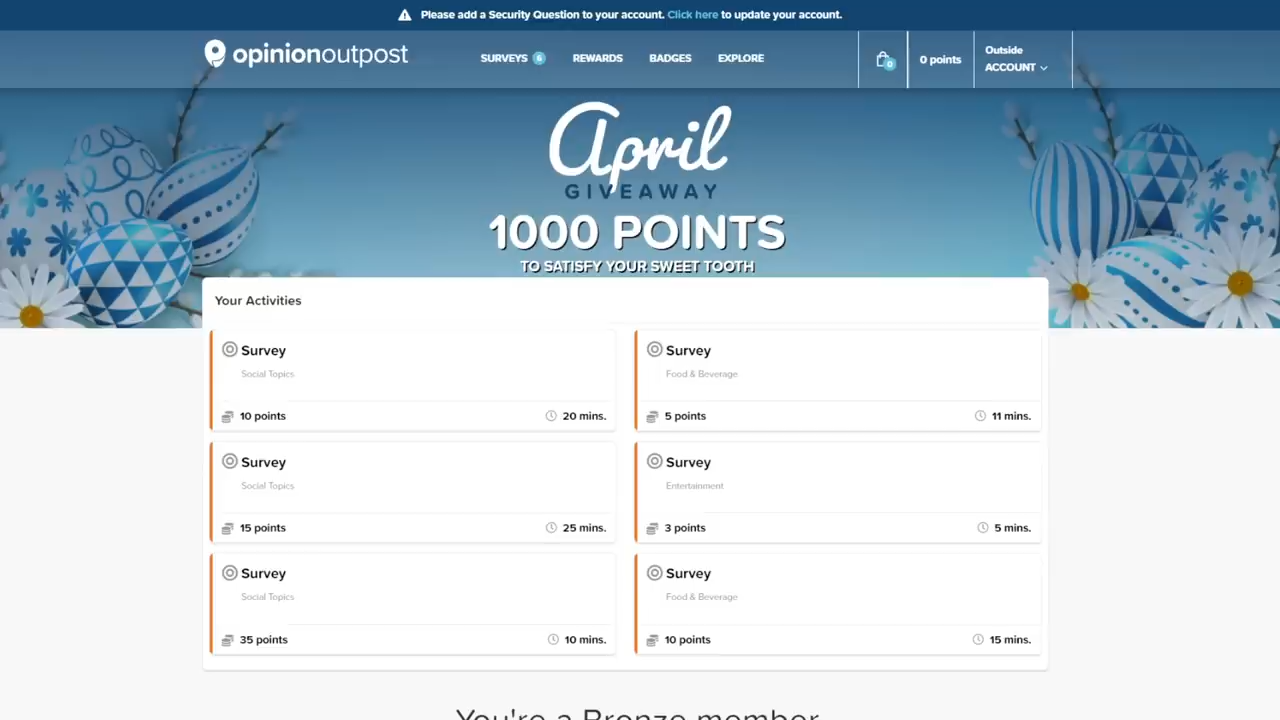 Please add a Security Question to your account. Click here to update your account.
opinionoutpost
SURVEYS 6 REWARDS BADGES EXPLORE
0
0 points
Outside
ACCOUNT
April
GIVEAWAY
1000 POINTS
TO SATISFY YOUR SWEET TOOTH
Your Activities
Survey
Social Topics
10 points 20 mins.
Survey
Food & Beverage
5 points 11 mins.
Survey
Social Topics
15 points 25 mins.
Survey
Entertainment
3 points 5 mins.
Survey
Social Topics
35 points 10 mins.
Survey
Food & Beverage
10 points 15 mins.
You're a Bronze member